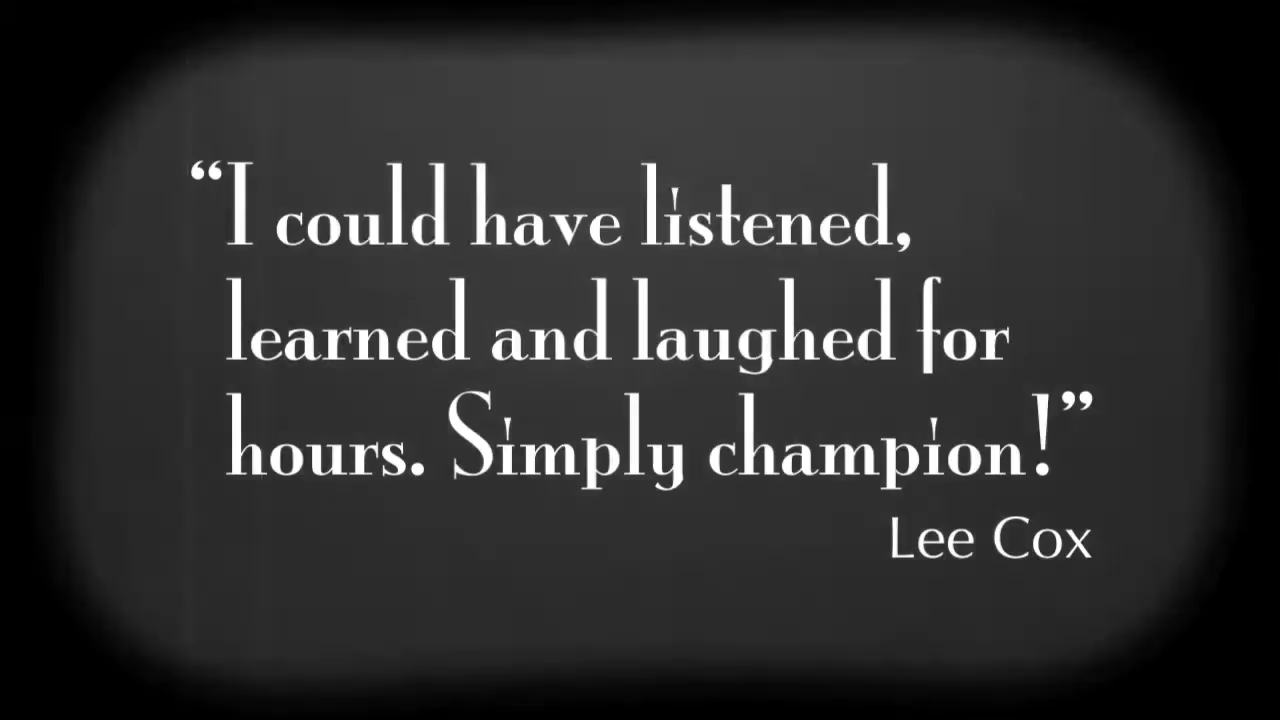 “I could have listened,
learned and laughed for
hours. Simply champion!”
Lee Cox